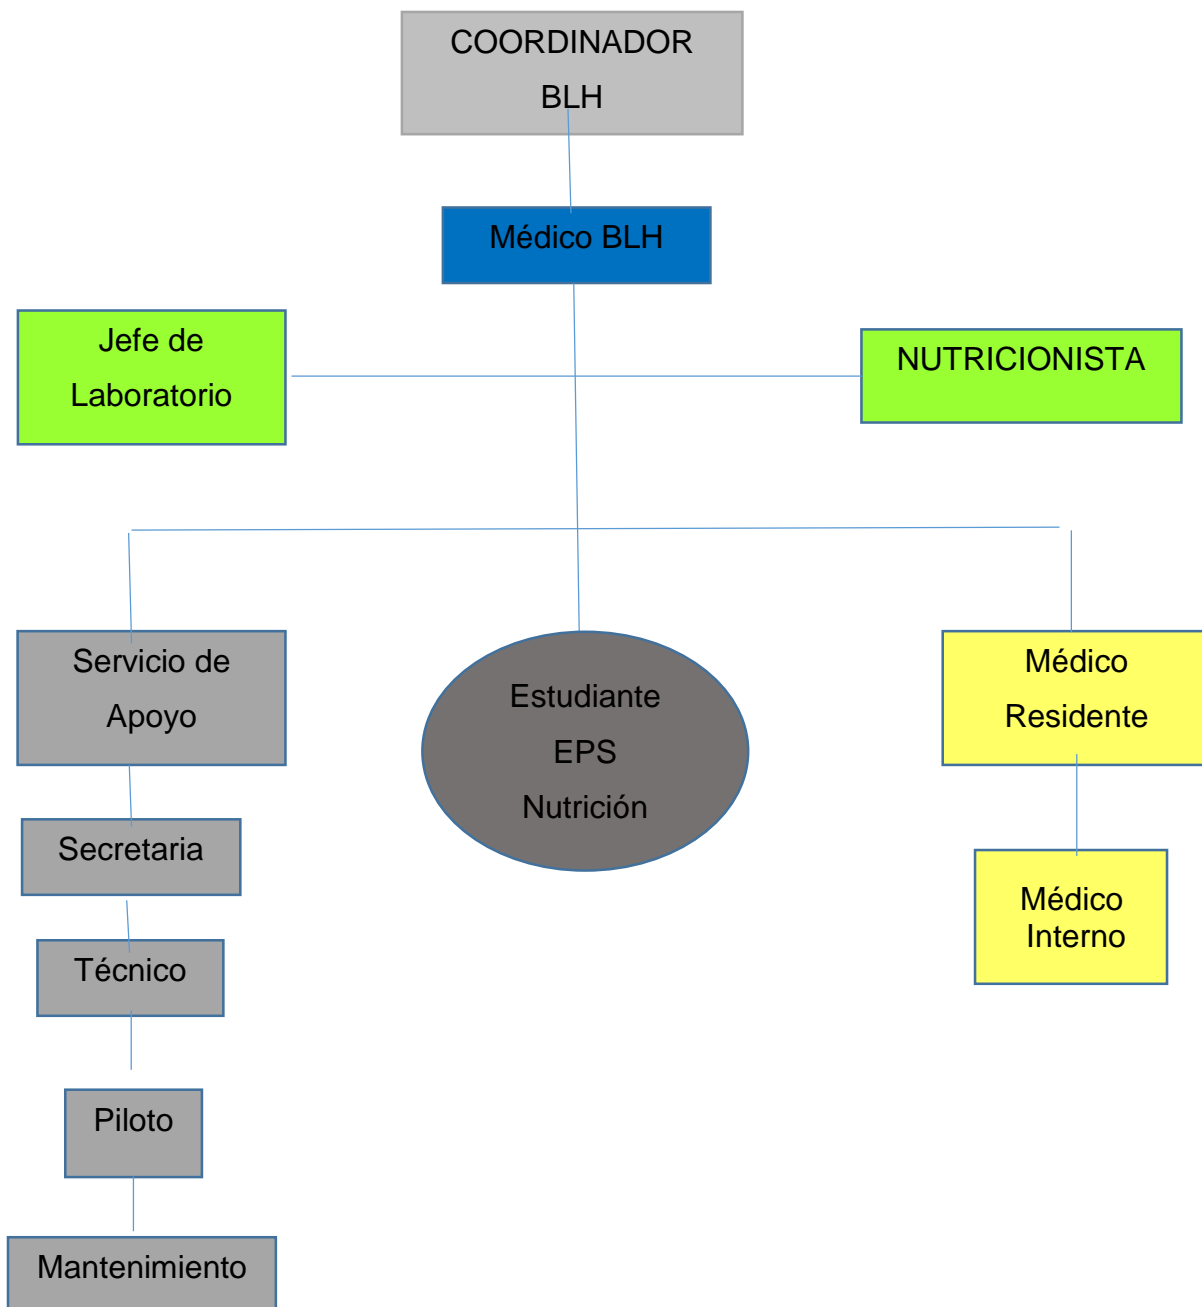 COORDINADOR
BLH
Médico BLH
Jefe de
Laboratorio
NUTRICIONISTA
Servicio de
Apoyo
Estudiante
EPS
Nutrición
Médico
Residente
Secretaria
Médico
Interno
Técnico
Piloto
Mantenimiento